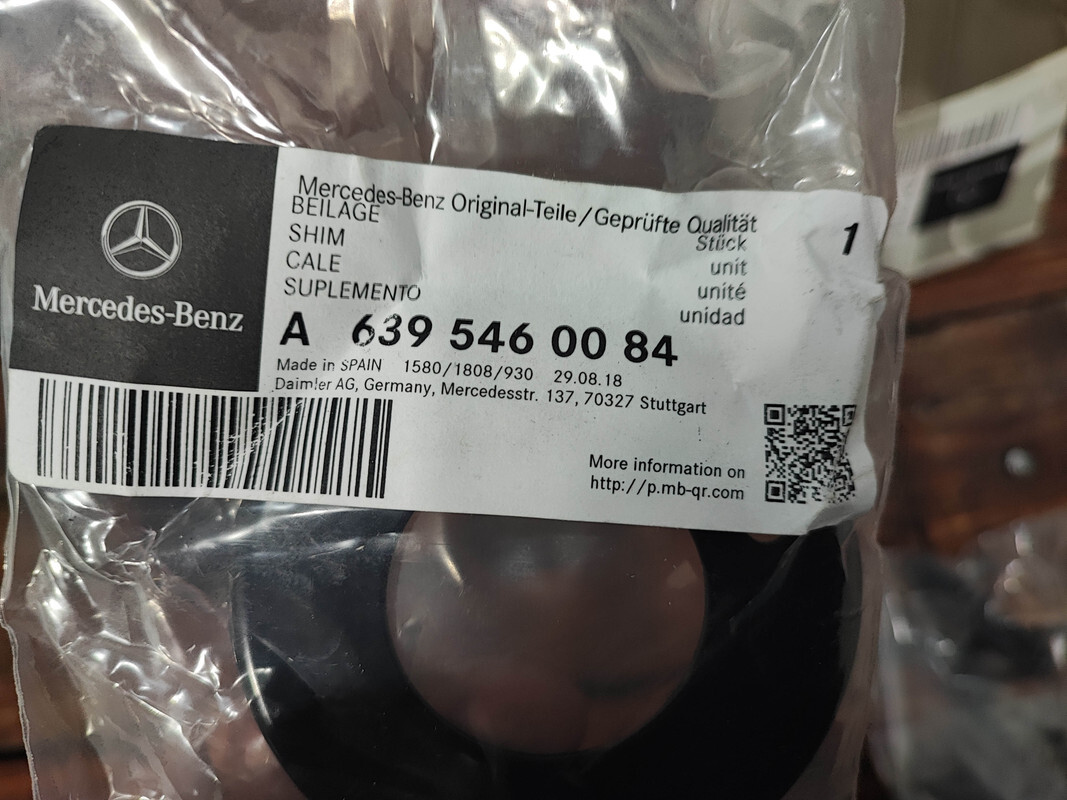 Mercedes-Benz
Mercedes-Benz Original-Teile/Geprüfte Qualität
BEILAGE Stück 1
SHIM unit
CALE unité
SUPLEMENTO unidad
A 639 546 00 84
Made in SPAIN 1580/1808/930 29.08.18
Daimler AG, Germany, Mercedesstr. 137, 70327 Stuttgart
More information on
http://p.mb-qr.com